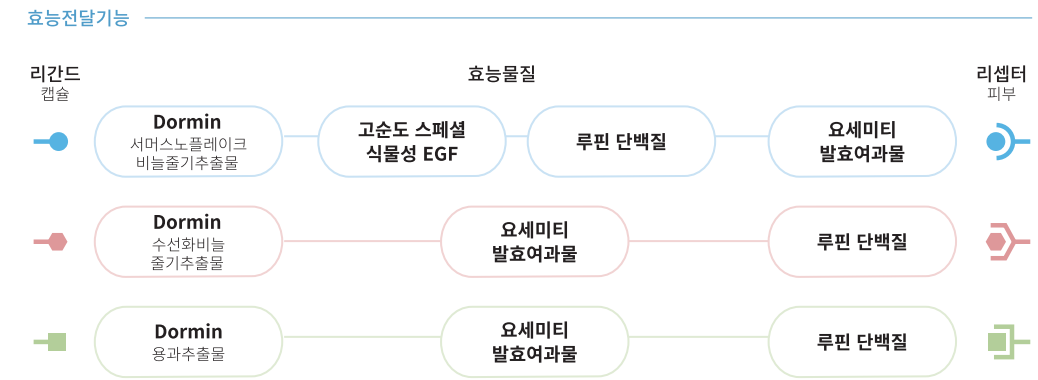 효능전달기능
리간드
캡슐
효능물질
리셉터
피부
Dormin
서머스노플레이크
비늘줄기추출물
고순도 스페셜
식물성 EGF
루핀 단백질
요세미티
발효여과물
Dormin
수선화비늘
줄기추출물
요세미티
발효여과물
루핀 단백질
Dormin
용과추출물
요세미티
발효여과물
루핀 단백질